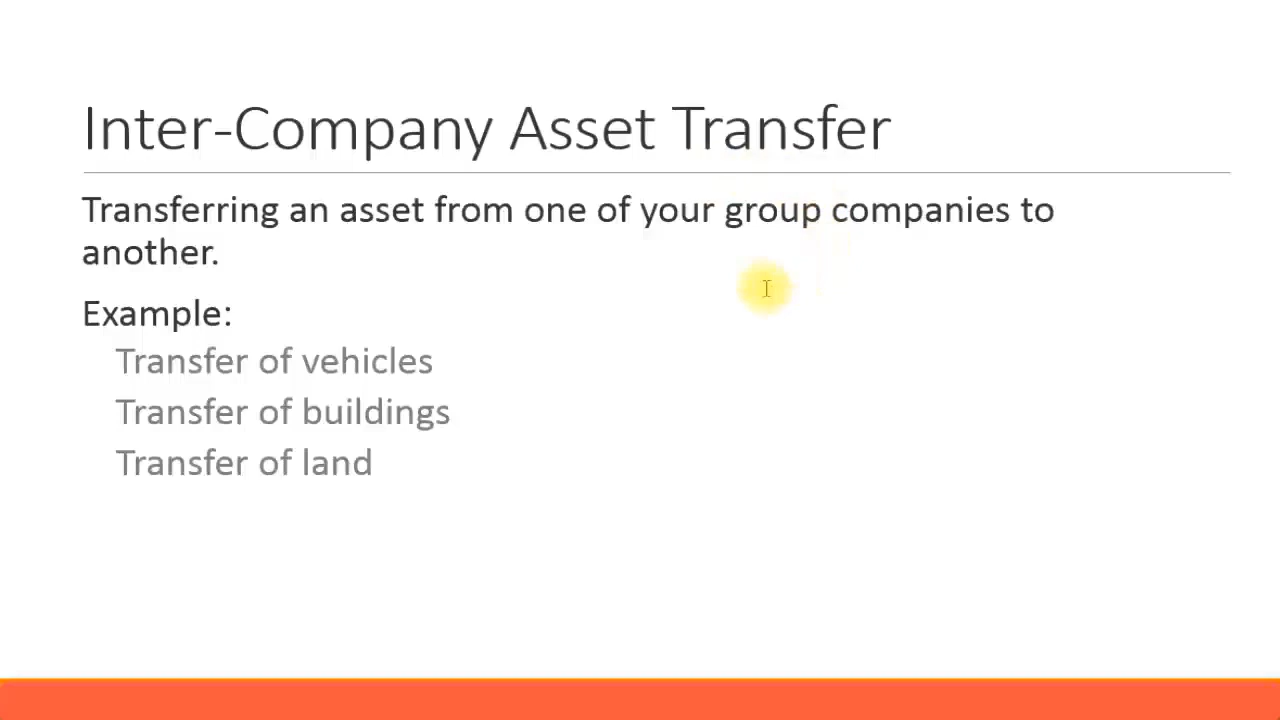 Inter-Company Asset Transfer
Transferring an asset from one of your group companies to
another.
Example:
Transfer of vehicles
Transfer of buildings
Transfer of land